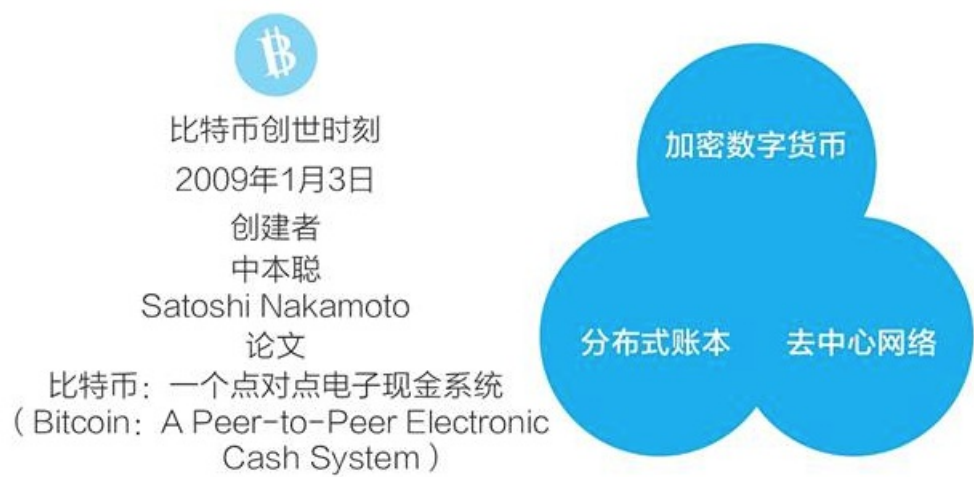 比特币创世时刻
2009年1月3日
创建者
中本聪
Satoshi Nakamoto
论文
比特币：一个点对点电子现金系统
（Bitcoin：A Peer-to-Peer Electronic
Cash System）
加密数字货币
分布式账本
去中心网络